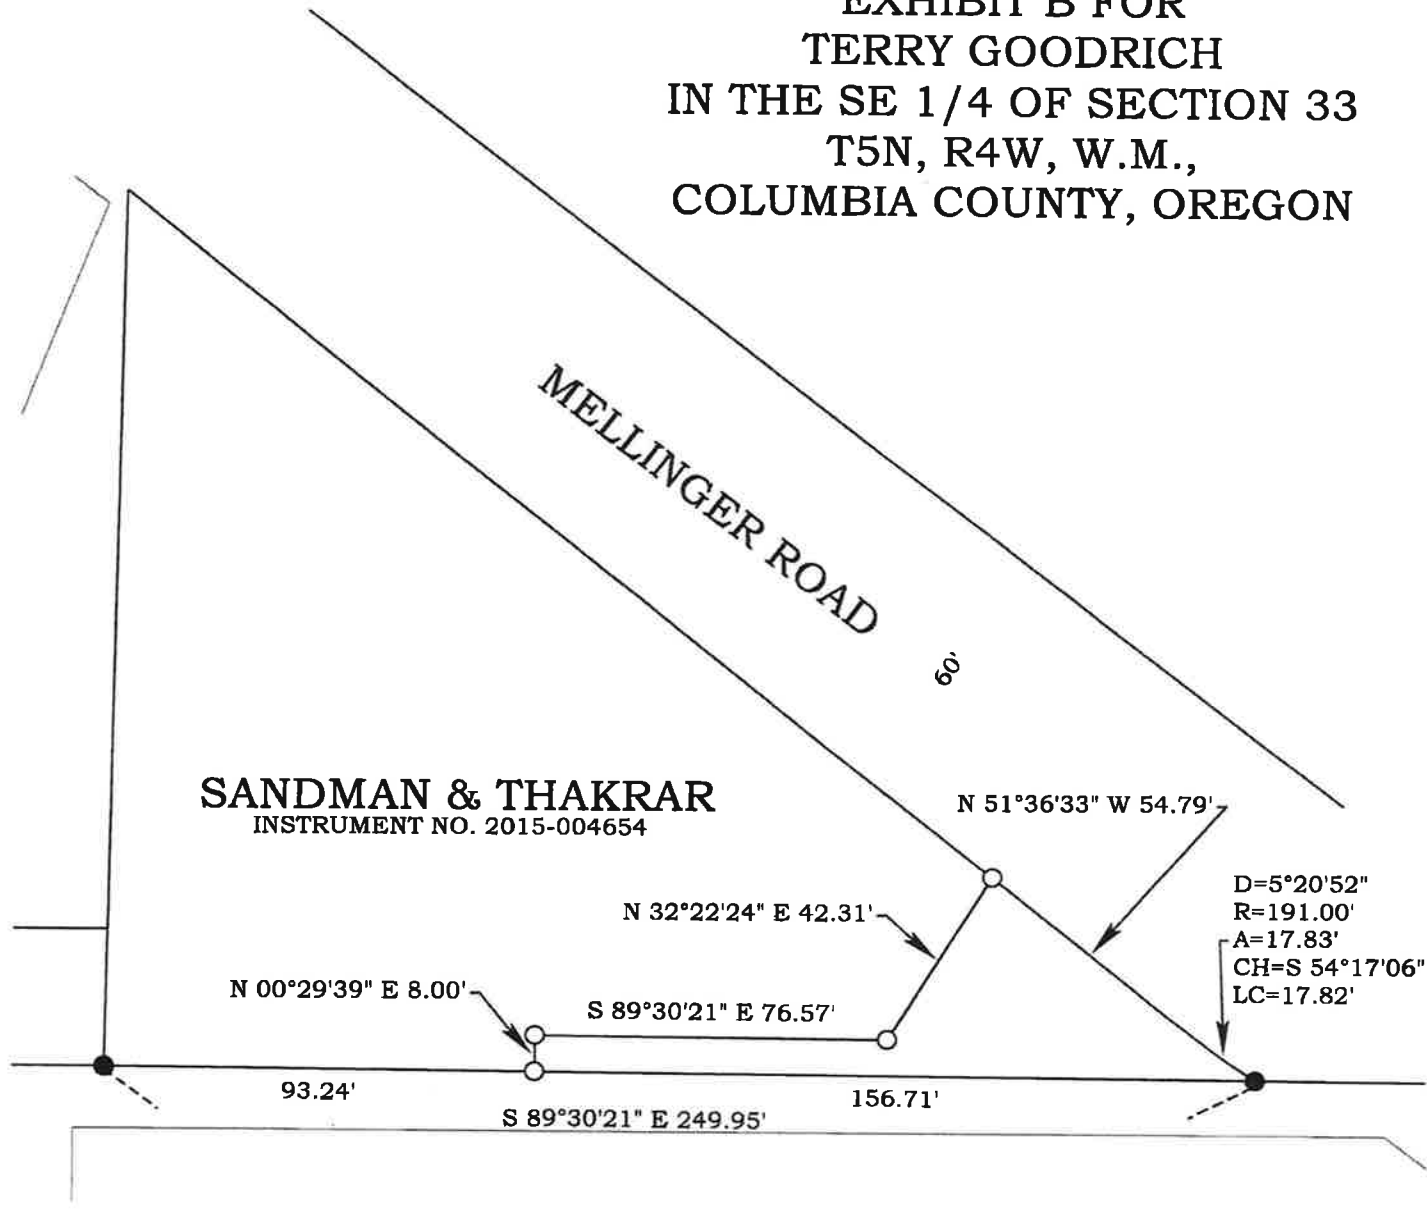 EXHIBIT B FOR
TERRY GOODRICH
IN THE SE 1/4 OF SECTION 33
T5N, R4W, W.M.,
COLUMBIA COUNTY, OREGON
MELLINGER ROAD
60'
SANDMAN & THAKRAR
INSTRUMENT NO. 2015-004654
N 51°36'33" W 54.79'
D=5°20'52"
R=191.00'
A=17.83'
CH=S 54°17'06"
LC=17.82'
N 32°22'24" E 42.31'
N 00°29'39" E 8.00'
S 89°30'21" E 76.57'
93.24'
156.71'
S 89°30'21" E 249.95'